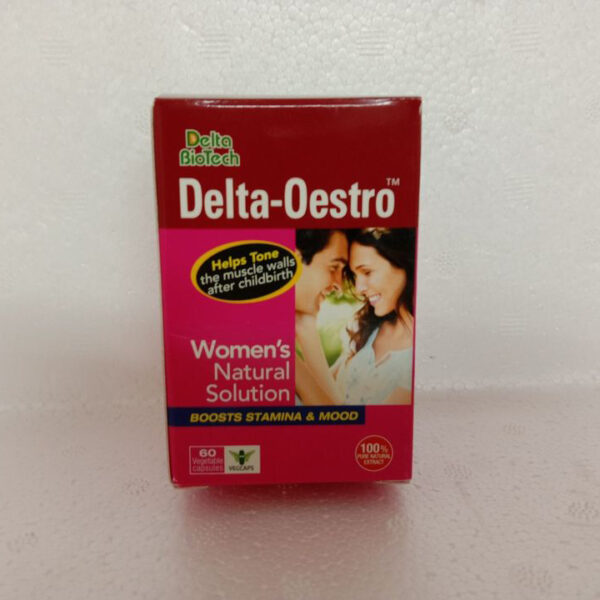 Delta
BioTech
Delta-Oestro™
Helps Tone
the muscle walls
after childbirth
Women's
Natural
Solution
BOOSTS STAMINA & MOOD
60
Vegetable
capsules
VEGCAPS
100%
PURE NATURAL
EXTRACT